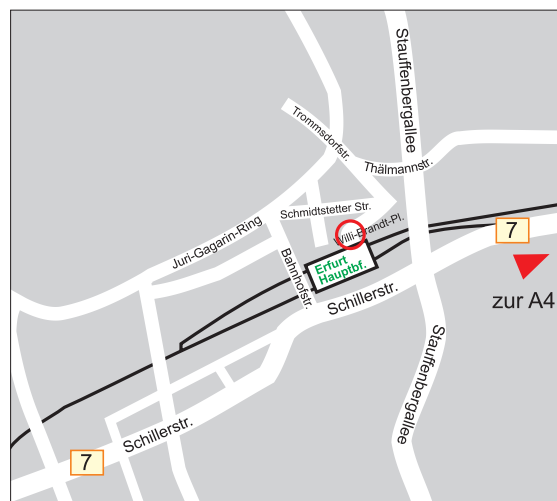 Stauffenbergallee
Trommsdorfstr.
Thälmannstr.
Schmidtstetter Str.
Juri-Gagarin-Ring
Willi-Brandt-Pl.
7
Bahnhofstr.
Erfurt
Hauptbf.
zur A4
Schillerstr.
Stauffenbergallee
Schillerstr.
7